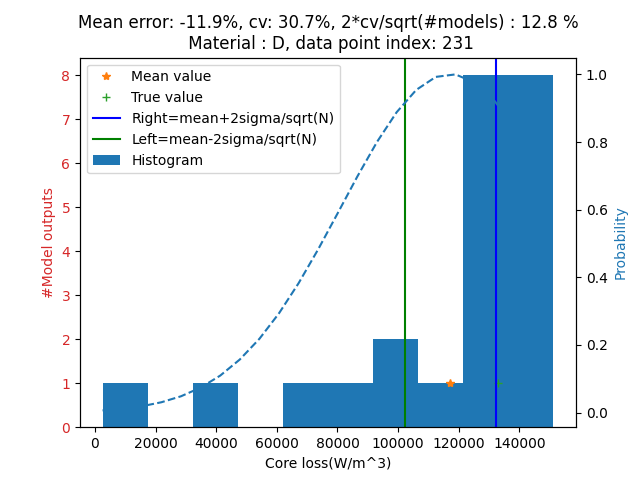 Mean error: -11.9%, cv: 30.7%, 2*cv/sqrt(#models) : 12.8 %
Material : D, data point index: 231
Mean value
True value
Right=mean+2sigma/sqrt(N)
Left=mean-2sigma/sqrt(N)
Histogram
#Model outputs
8
7
6
5
4
3
2
1
0
Probability
1.0
0.8
0.6
0.4
0.2
0.0
0 20000 40000 60000 80000 100000 120000 140000
Core loss(W/m^3)